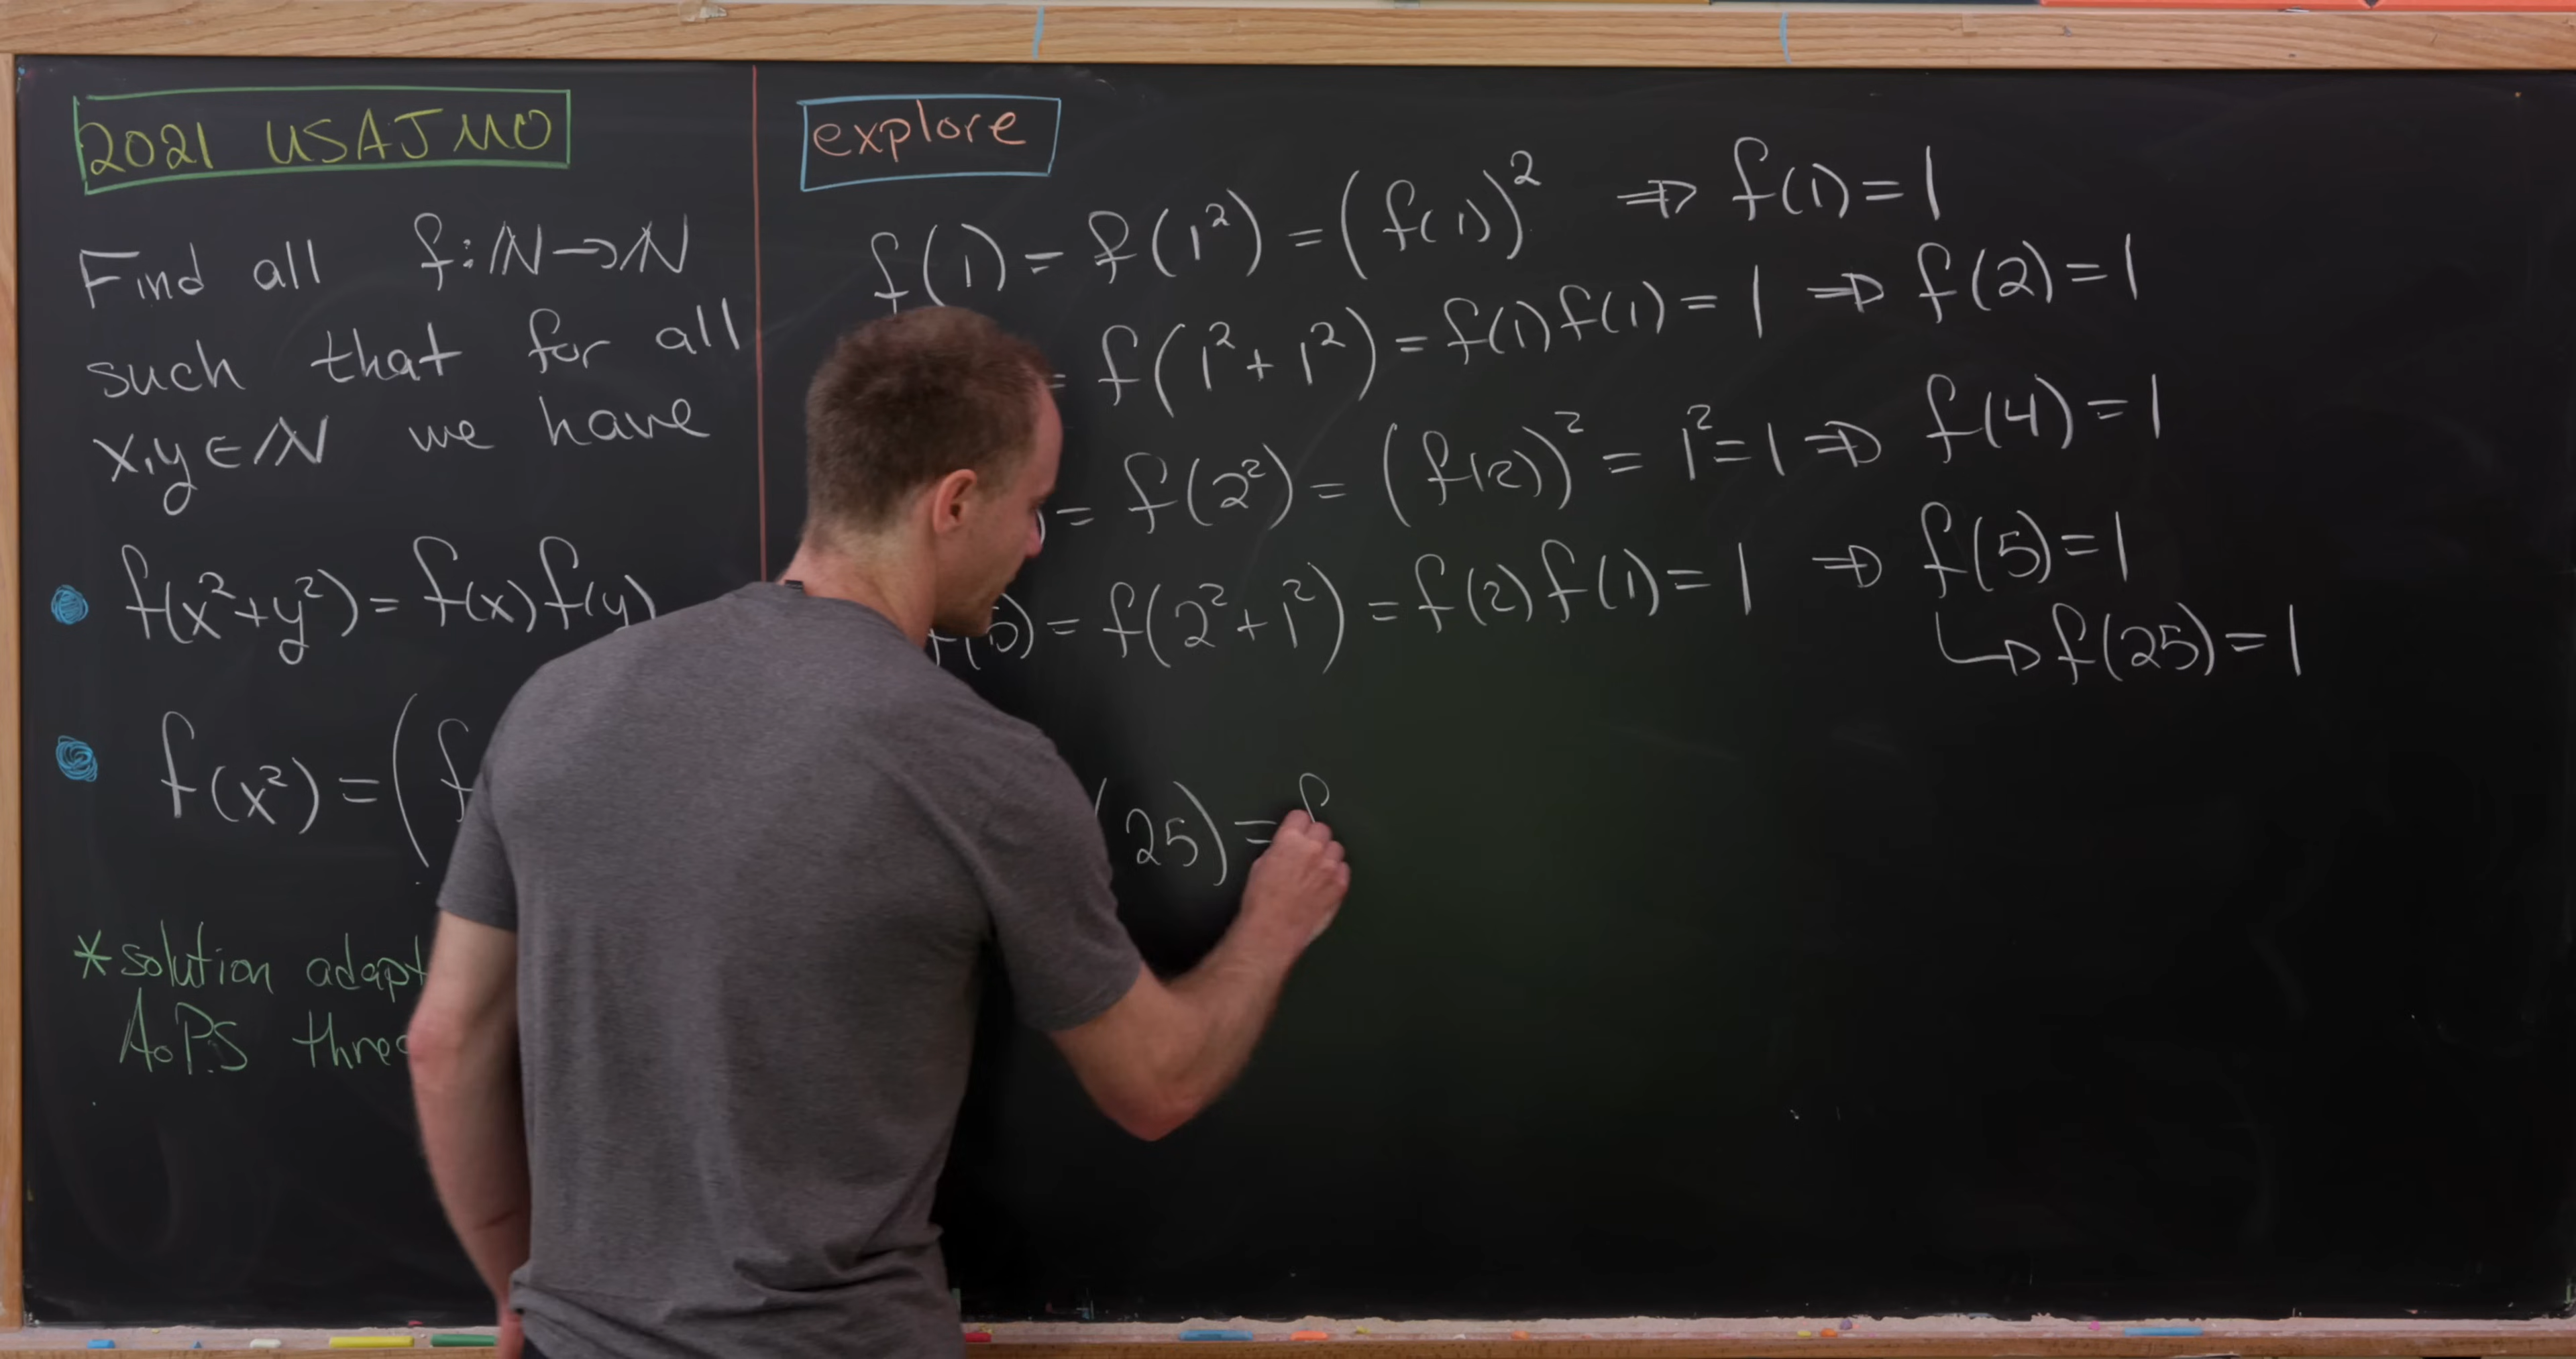 2021 USAJMO
Find all f:ℕ→ℕ
such that for all
x,y∈ℕ we have
• f(x²+y²)=f(x)f(y)
• f(x²)=(f
*solution adapt
AoPS thre
explore
f(1)=f(1²)=(f(1))² ⇒ f(1)=1
=f(1²+1²)=f(1)f(1)=1 ⇒ f(2)=1
=f(2²)=(f(2))²=1²=1 ⇒ f(4)=1
f(5)=f(2²+1²)=f(2)f(1)=1 ⇒ f(5)=1
↳ f(25)=1
(25)=f